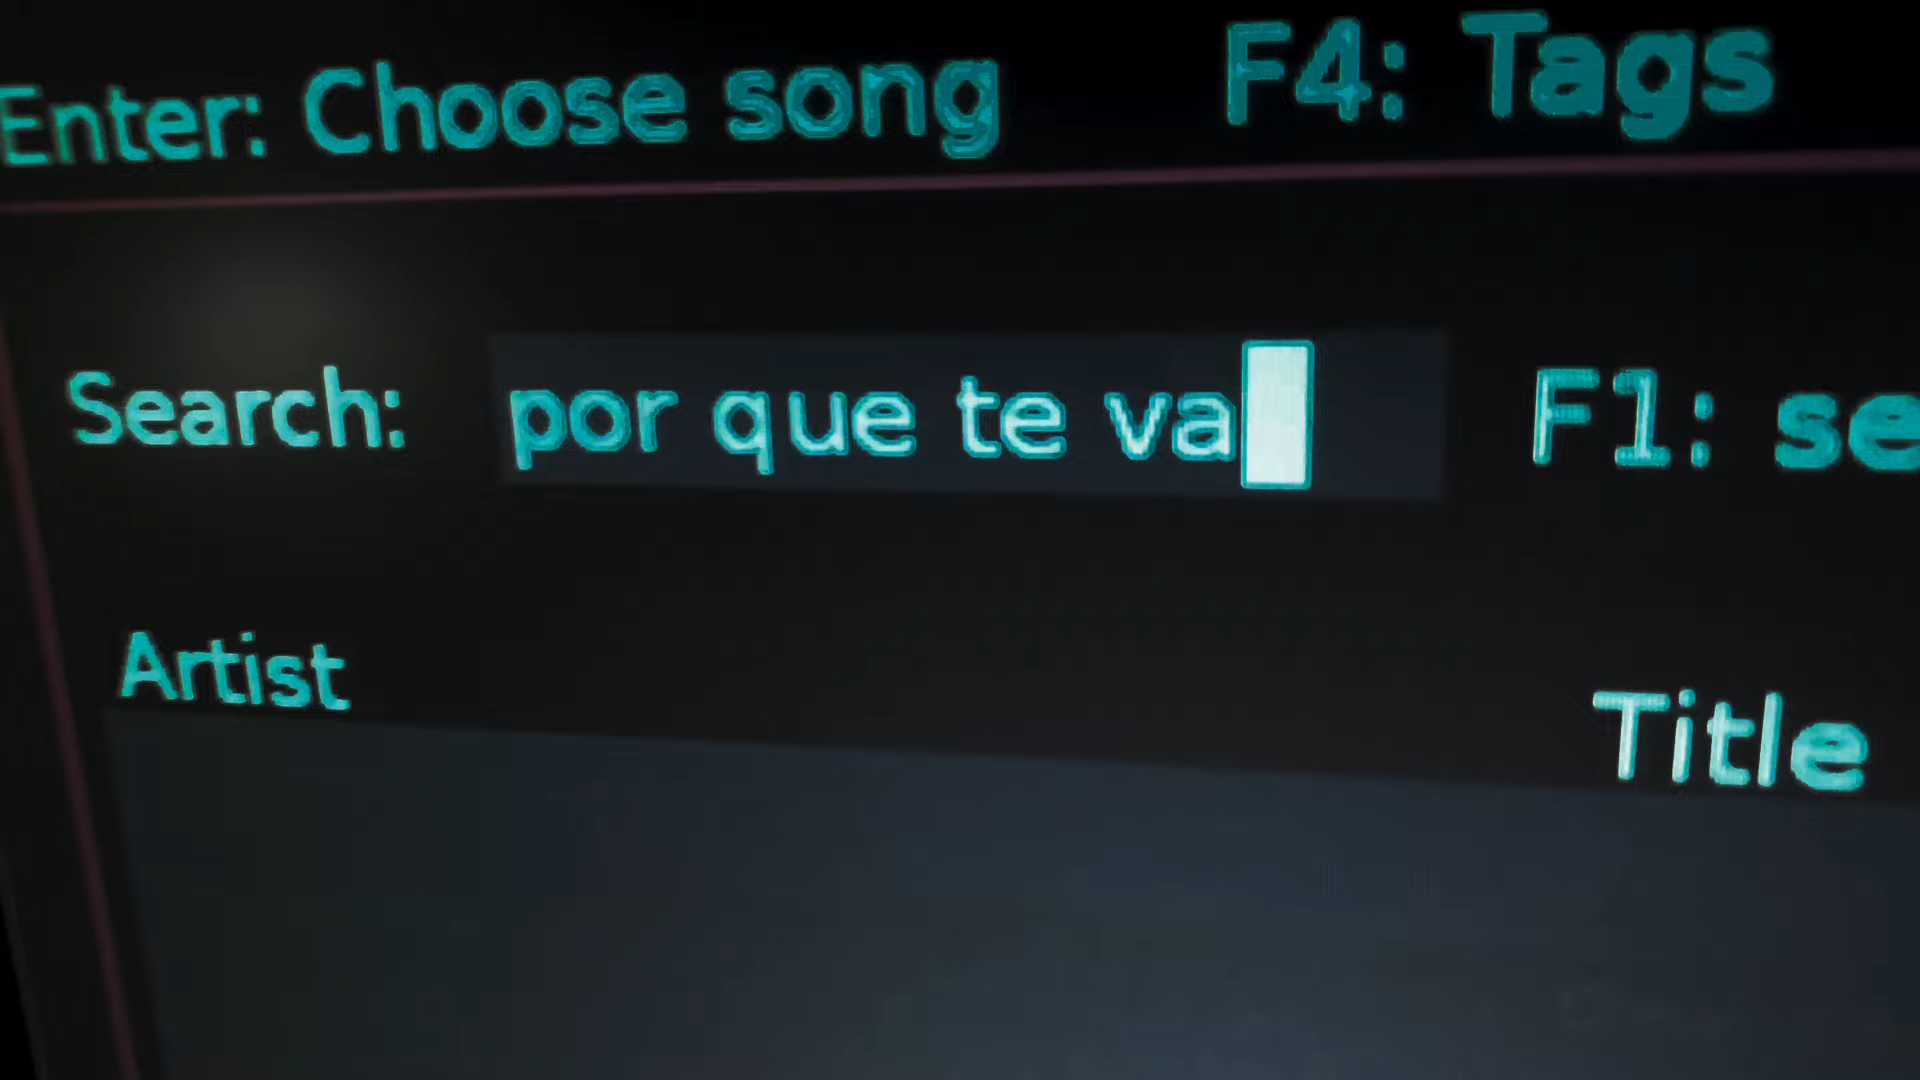 Enter: Choose song F4: Tags
Search: por que te va F1: se
Artist Title